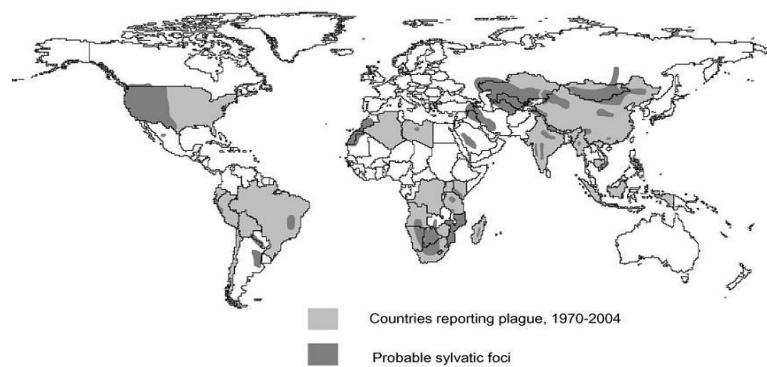 Countries reporting plague, 1970-2004
Probable sylvatic foci